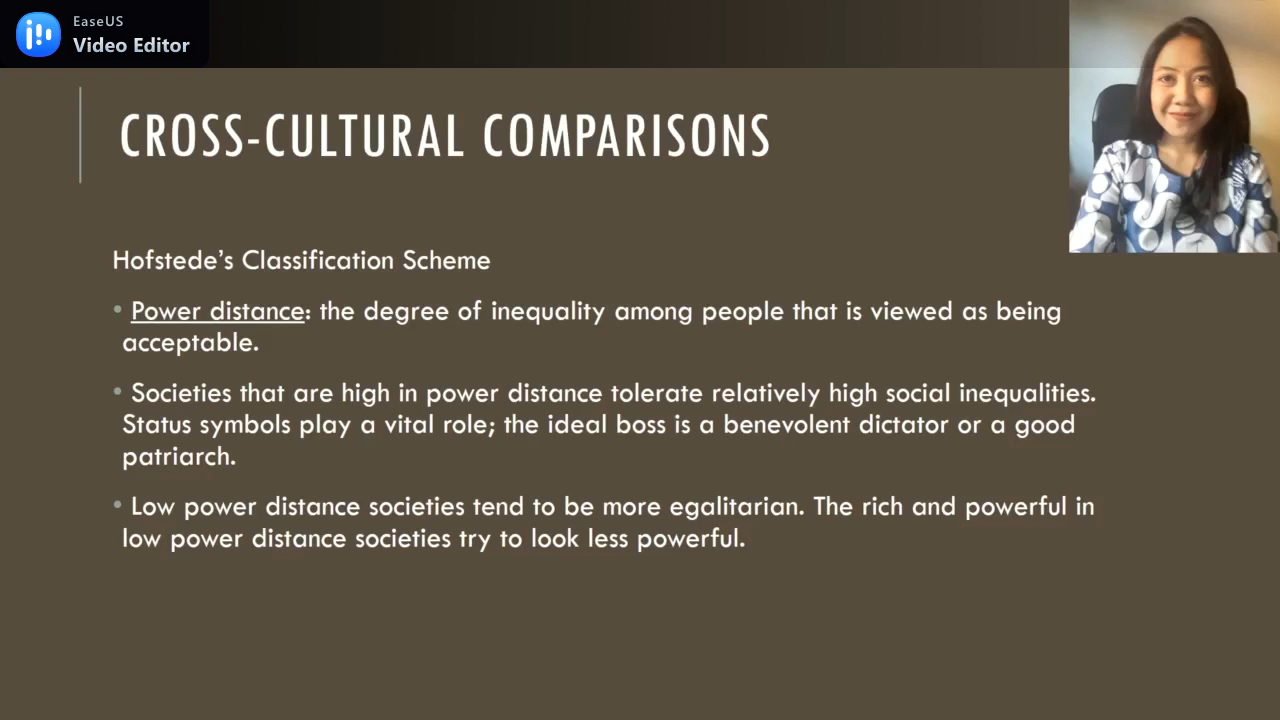 EaseUS
Video Editor
CROSS-CULTURAL COMPARISONS
Hofstede’s Classification Scheme
• Power distance: the degree of inequality among people that is viewed as being
acceptable.
• Societies that are high in power distance tolerate relatively high social inequalities.
Status symbols play a vital role; the ideal boss is a benevolent dictator or a good
patriarch.
• Low power distance societies tend to be more egalitarian. The rich and powerful in
low power distance societies try to look less powerful.